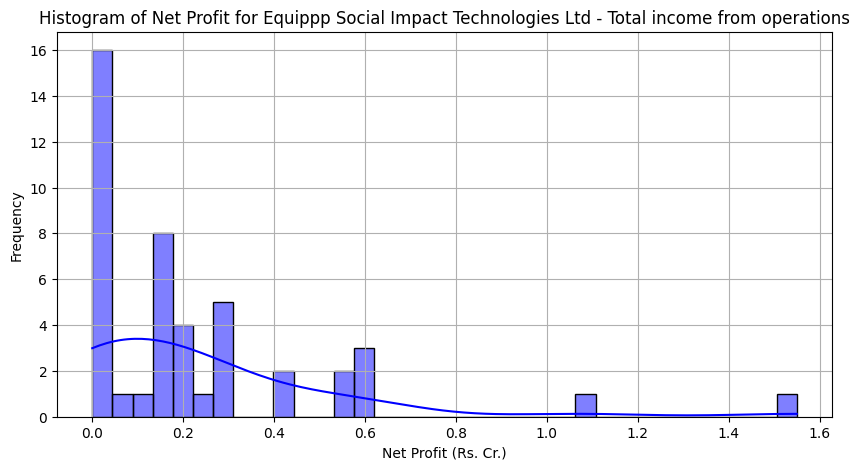 Histogram of Net Profit for Equippp Social Impact Technologies Ltd - Total income from operations
16
14
12
10
8
6
4
2
0
Frequency
0.0 0.2 0.4 0.6 0.8 1.0 1.2 1.4 1.6
Net Profit (Rs. Cr.)